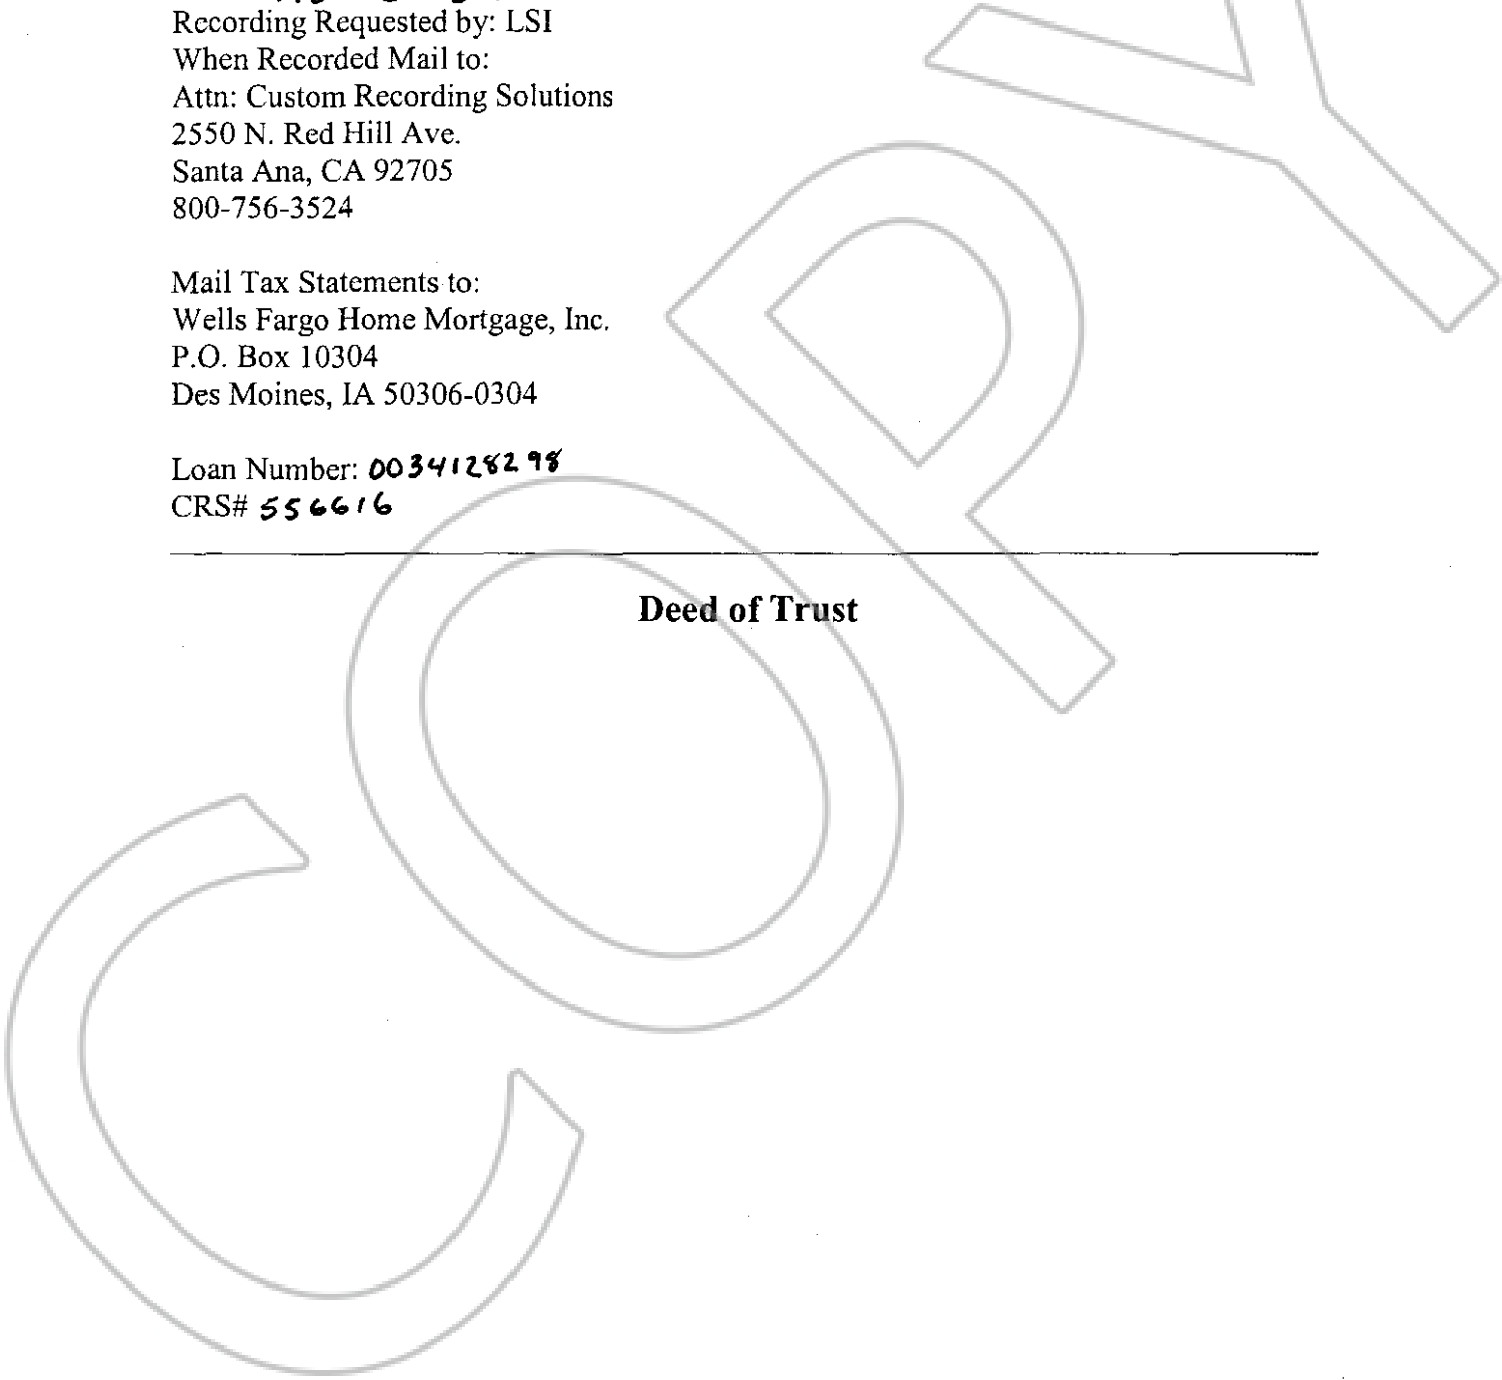 Recording Requested by: LSI
When Recorded Mail to:
Attn: Custom Recording Solutions
2550 N. Red Hill Ave.
Santa Ana, CA 92705
800-756-3524
Mail Tax Statements to:
Wells Fargo Home Mortgage, Inc.
P.O. Box 10304
Des Moines, IA 50306-0304
Loan Number: 0034128298
CRS# 556616
Deed of Trust
COPY